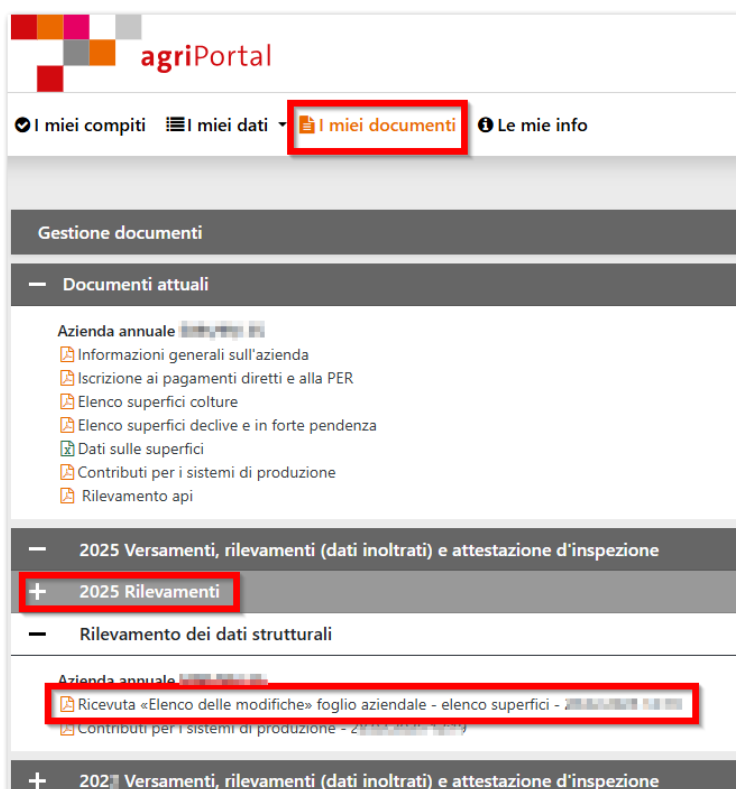 agriPortal
I miei compiti I miei dati I miei documenti Le mie info
Gestione documenti
Documenti attuali
Azienda annuale
Informazioni generali sull'azienda
Iscrizione ai pagamenti diretti e alla PER
Elenco superfici colture
Elenco superfici declive e in forte pendenza
Dati sulle superfici
Contributi per i sistemi di produzione
Rilevamento api
2025 Versamenti, rilevamenti (dati inoltrati) e attestazione d'inspezione
2025 Rilevamenti
Rilevamento dei dati strutturali
Azienda annuale
Ricevuta «Elenco delle modifiche» foglio aziendale - elenco superfici -
Contributi per i sistemi di produzione -
Versamenti, rilevamenti (dati inoltrati) e attestazione d'inspezione